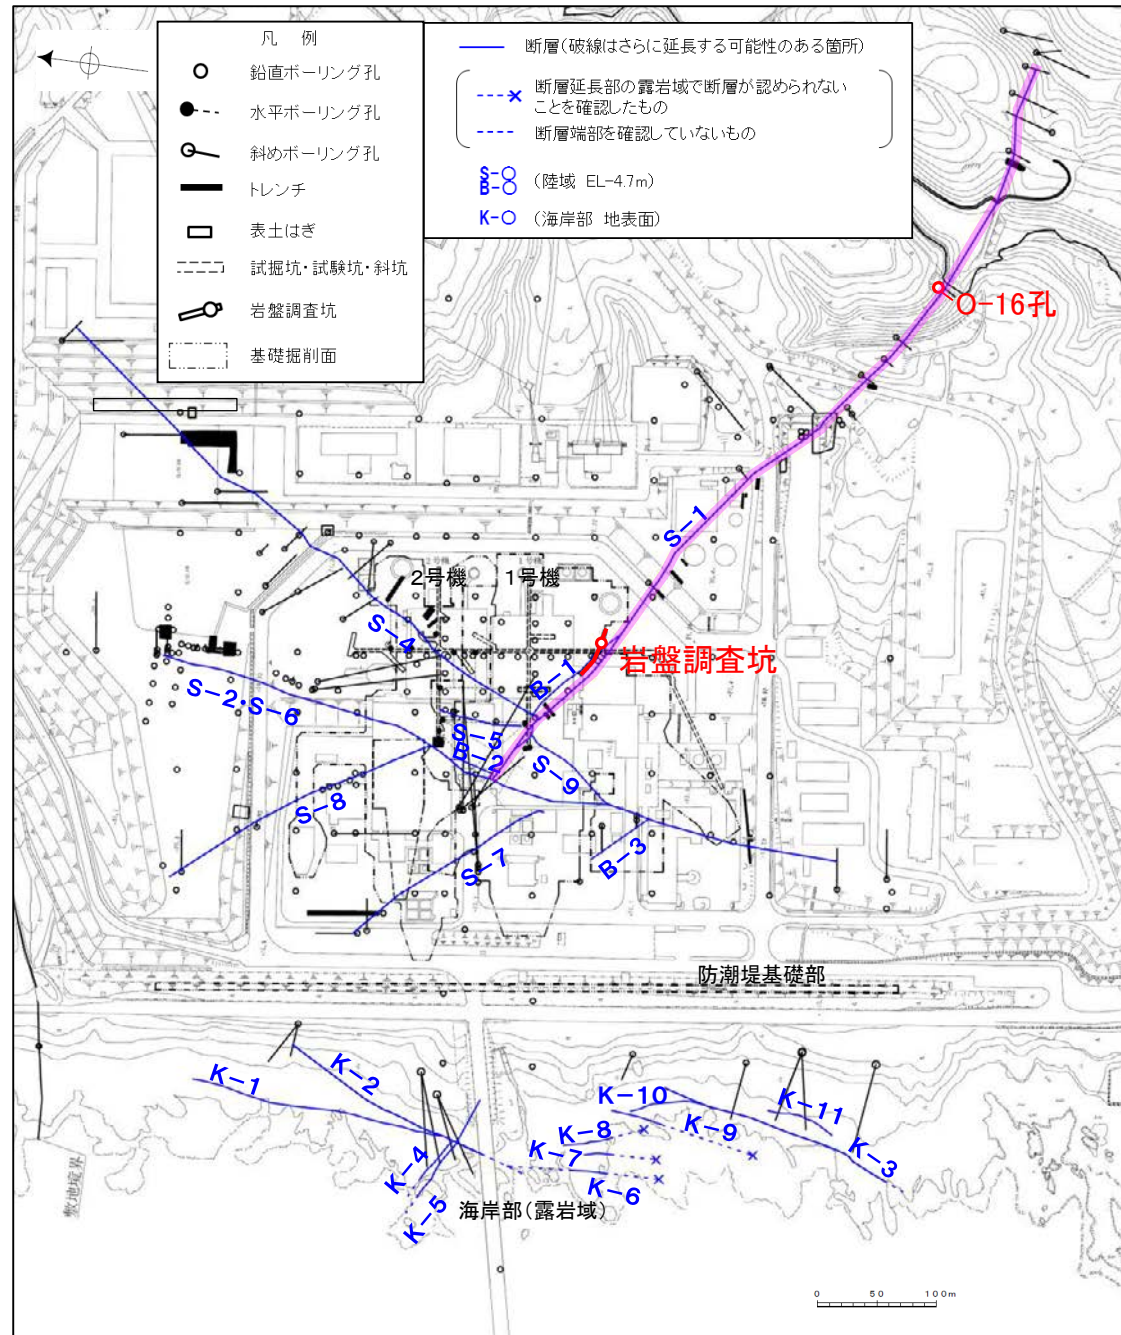 凡 例
鉛直ボーリング孔
水平ボーリング孔
斜めボーリング孔
トレンチ
表土はぎ
試掘坑・試験坑・斜坑
岩盤調査坑
基礎掘削面
断層(破線はさらに延長する可能性のある箇所)
断層延長部の露岩域で断層が認められない
ことを確認したもの
断層端部を確認していないもの
S-○
B-○
(陸域 EL-4.7m)
K-○
(海岸部 地表面)
O-16孔
S-1
2号機
1号機
S-4
岩盤調査坑
B-1
S-2・S-6
S-5
B-2
S-9
S-8
S-7
B-3
防潮堤基礎部
K-2
K-1
K-10
K-11
K-9
K-8
K-7
K-3
K-4
K-6
K-5
海岸部(露岩域)
敷地境界
0 50 100m